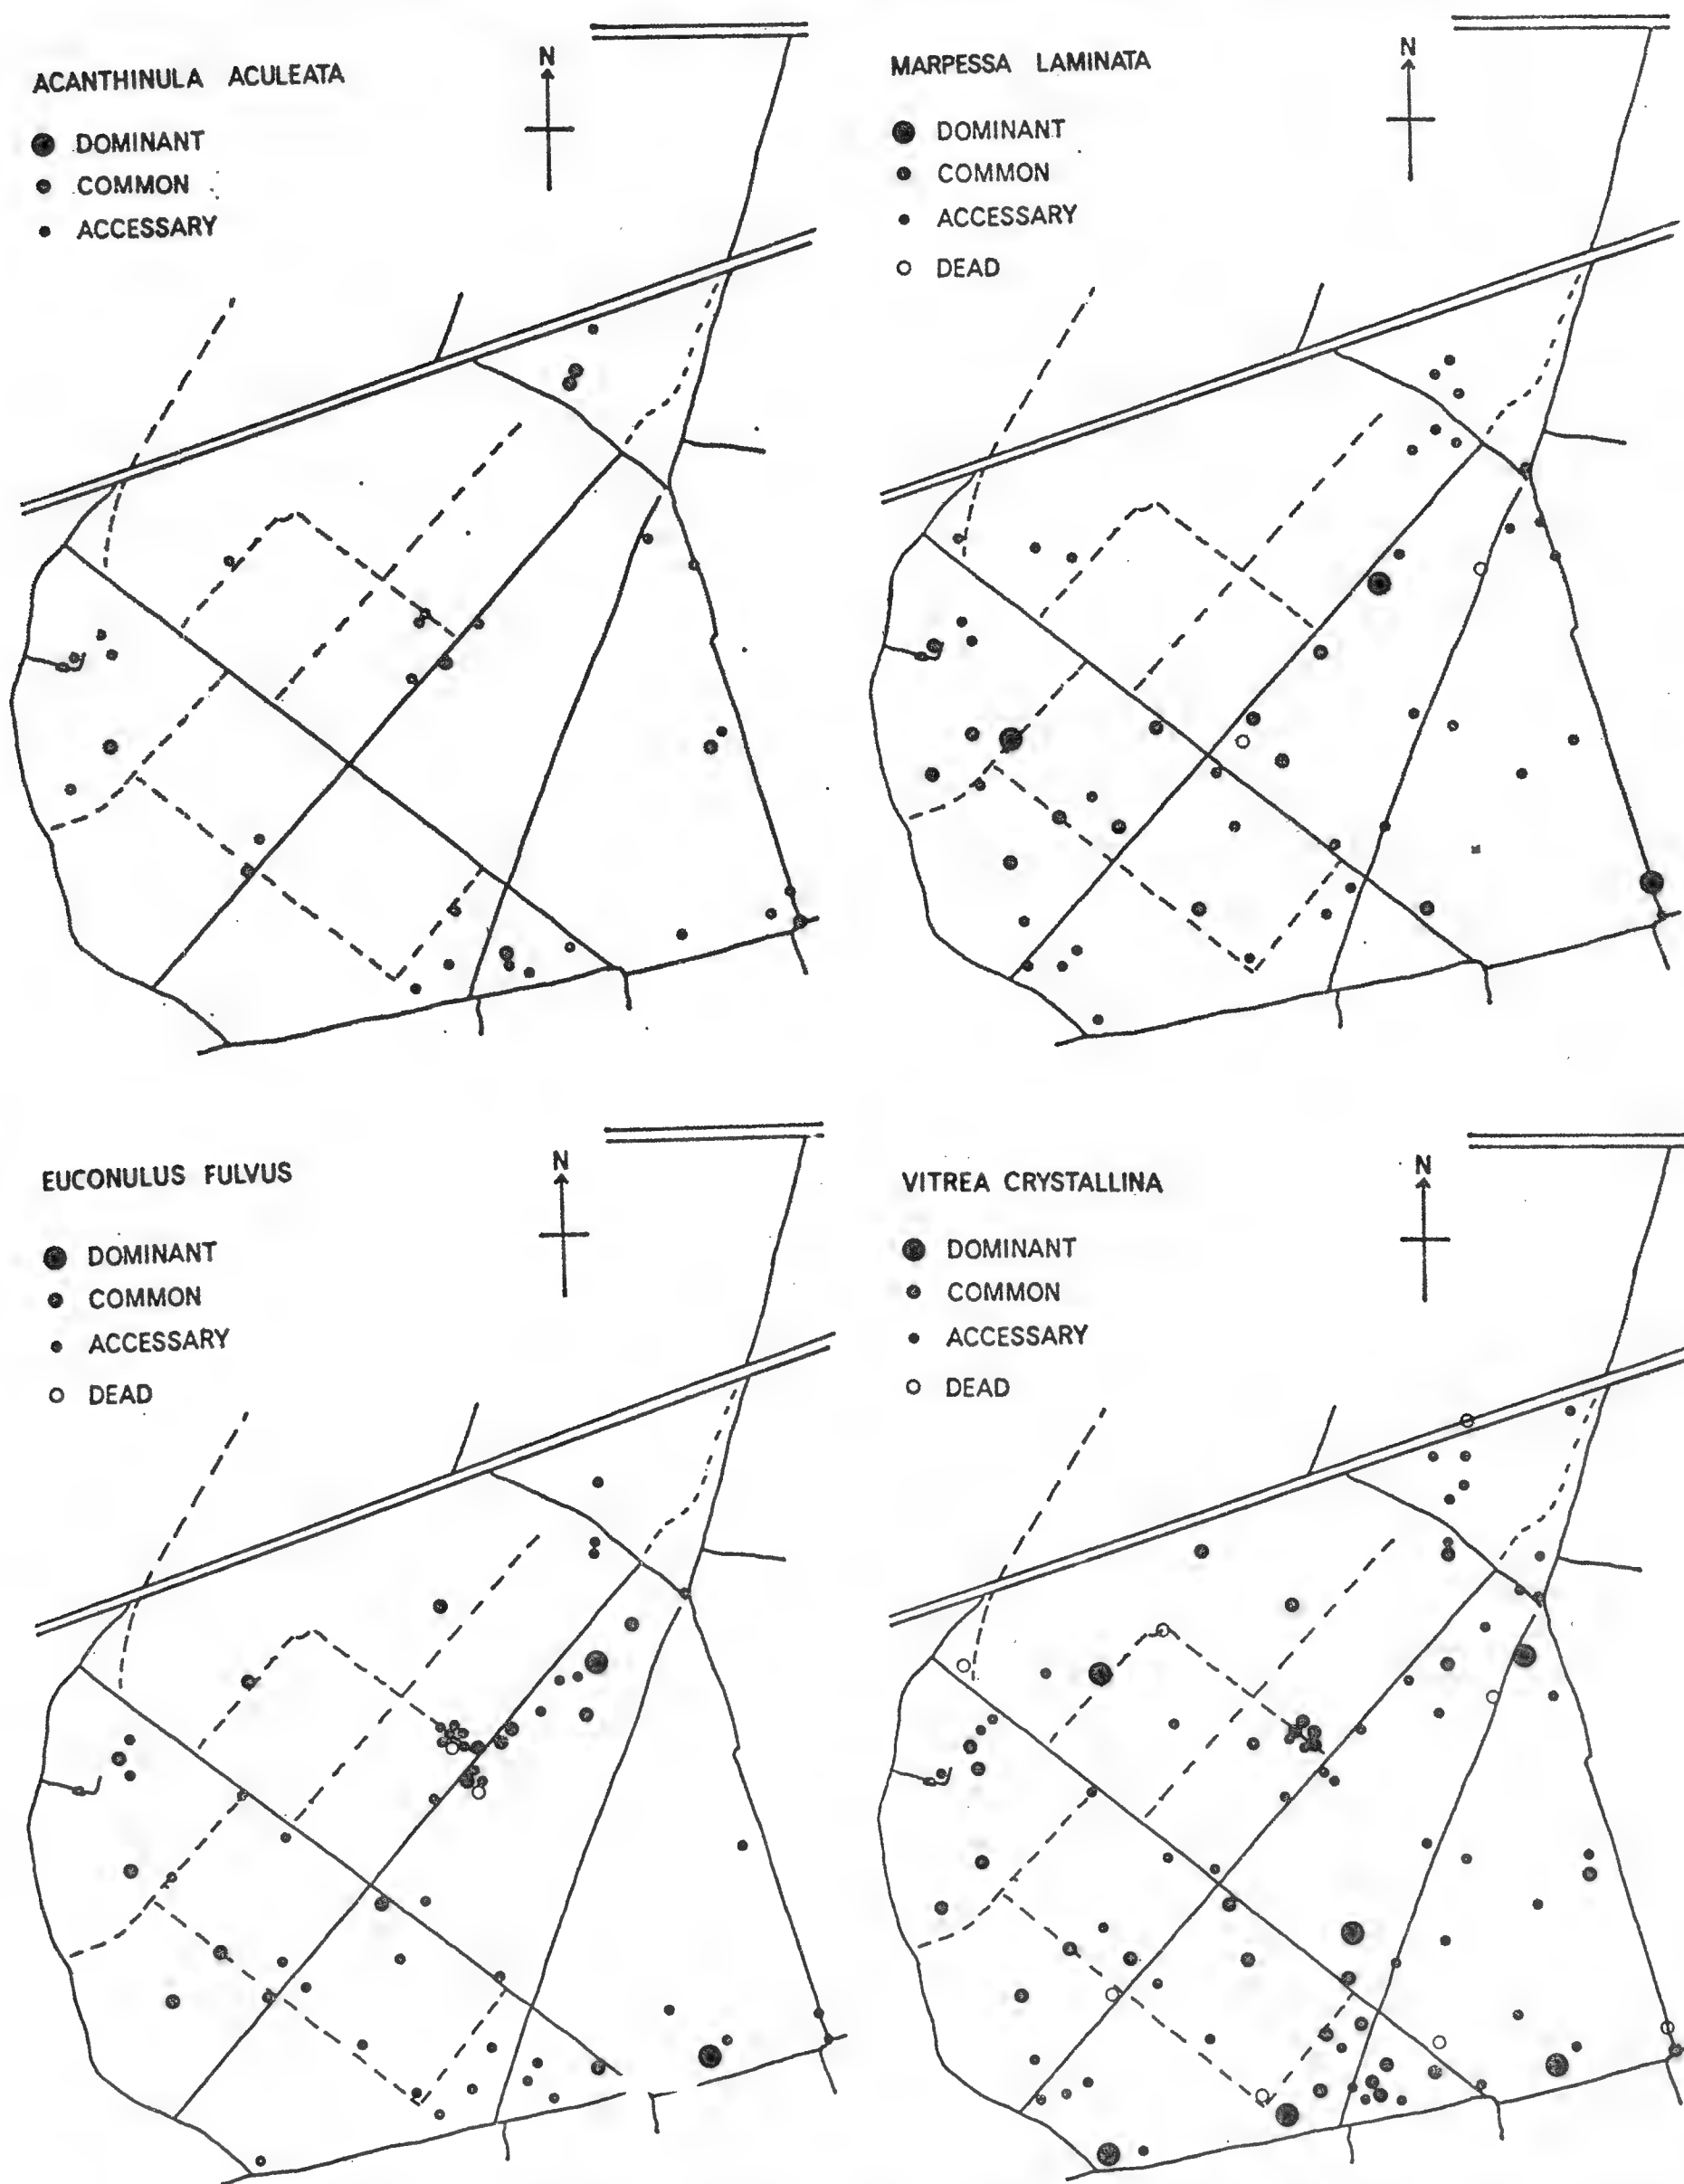 ACANTHINULA ACULEATA
N
DOMINANT
COMMON
ACCESSARY
MARPESSA LAMINATA
N
DOMINANT
COMMON
ACCESSARY
DEAD
EUCONULUS FULVUS
N
DOMINANT
COMMON
ACCESSARY
DEAD
VITREA CRYSTALLINA
N
DOMINANT
COMMON
ACCESSARY
DEAD